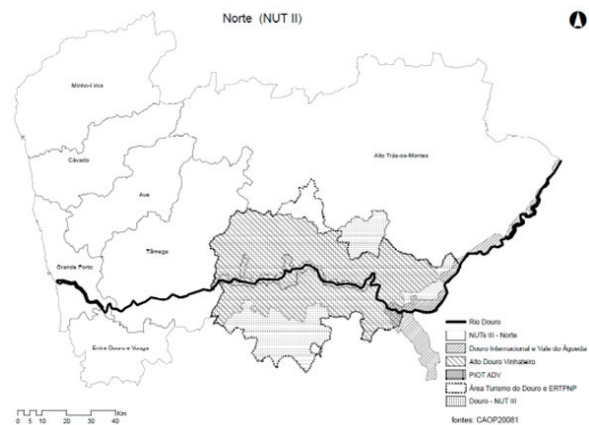 Norte (NUT II)
Minho-Lima
Cávado
Ave
Alto Trás-os-Montes
Tâmega
Grande Porto
Entre Douro e Vouga
Rio Douro
NUTs III - Norte
Douro Internacional e Vale do Águeda
Alto Douro Vinhateiro
PIOT ADV
Área Turismo do Douro e ERTPNP
Douro - NUT III
0 5 10 20 30 40 Km
fontes: CAOP20081